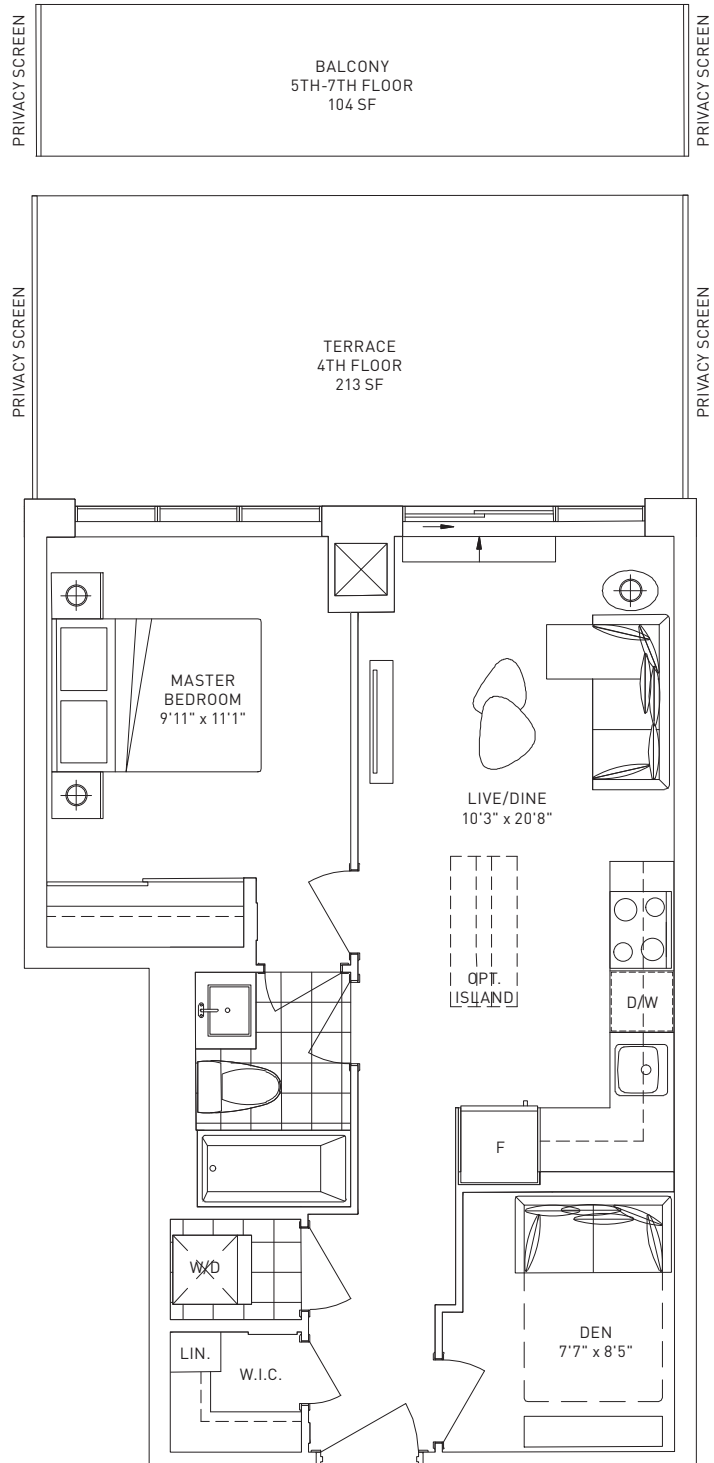 PRIVACY SCREEN
BALCONY
5TH-7TH FLOOR
104 SF
PRIVACY SCREEN
PRIVACY SCREEN
TERRACE
4TH FLOOR
213 SF
PRIVACY SCREEN
MASTER
BEDROOM
9'11" x 11'1"
LIVE/DINE
10'3" x 20'8"
OPT.
ISLAND
D/W
F
W/D
DEN
7'7" x 8'5"
LIN.
W.I.C.